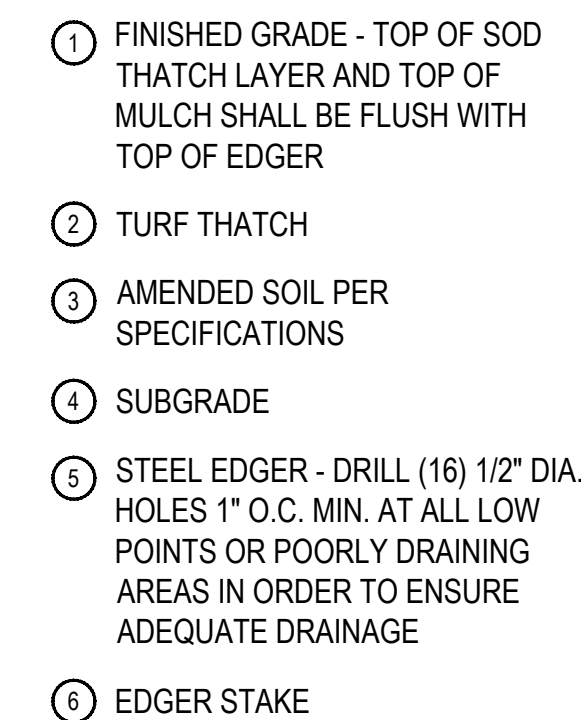 1 FINISHED GRADE - TOP OF SOD
THATCH LAYER AND TOP OF
MULCH SHALL BE FLUSH WITH
TOP OF EDGER
2 TURF THATCH
3 AMENDED SOIL PER
SPECIFICATIONS
4 SUBGRADE
5 STEEL EDGER - DRILL (16) 1/2" DIA.
HOLES 1" O.C. MIN. AT ALL LOW
POINTS OR POORLY DRAINING
AREAS IN ORDER TO ENSURE
ADEQUATE DRAINAGE
6 EDGER STAKE